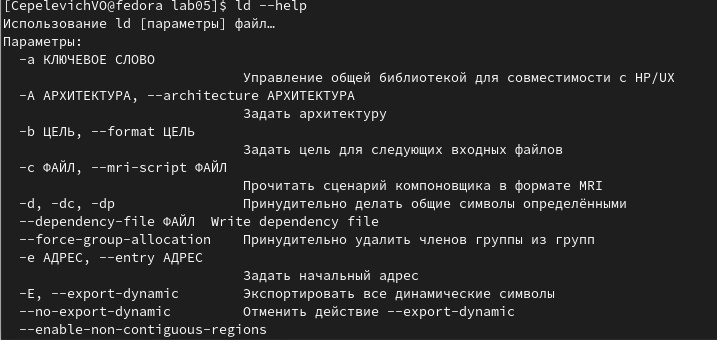 [CepelevichVO@fedora lab05]$ ld --help
Использование ld [параметры] файл…
Параметры:
  -a КЛЮЧЕВОЕ СЛОВО
                              Управление общей библиотекой для совместимости с HP/UX
  -A АРХИТЕКТУРА, --architecture АРХИТЕКТУРА
                              Задать архитектуру
  -b ЦЕЛЬ, --format ЦЕЛЬ
                              Задать цель для следующих входных файлов
  -c ФАЙЛ, --mri-script ФАЙЛ
                              Прочитать сценарий компоновщика в формате MRI
  -d, -dc, -dp                Принудительно делать общие символы определёнными
  --dependency-file ФАЙЛ  Write dependency file
  --force-group-allocation    Принудительно удалить членов группы из групп
  -e АДРЕС, --entry АДРЕС
                              Задать начальный адрес
  -E, --export-dynamic        Экспортировать все динамические символы
  --no-export-dynamic         Отменить действие --export-dynamic
  --enable-non-contiguous-regions